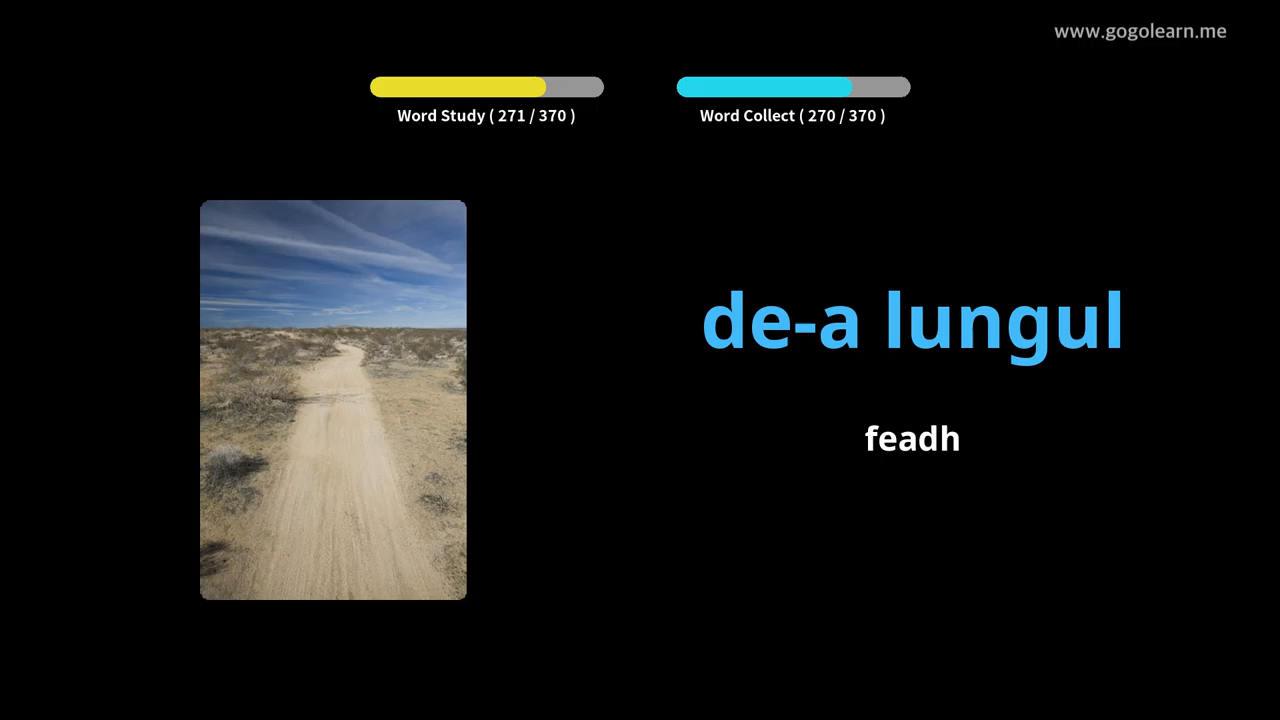 www.gogolearn.me
Word Study ( 271 / 370 )
Word Collect ( 270 / 370 )
de-a lungul
feadh